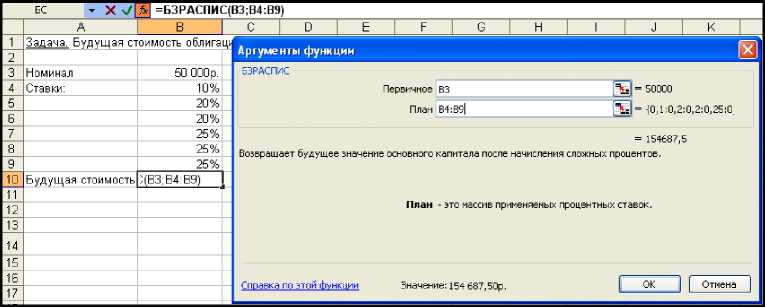 БС =БЗРАСПИС(B3;B4:B9)
A B C D E F G H I J K
1 Задача. Будущая стоимость облигац
2
3 Номинал 50 000р.
4 Ставки: 10%
5 20%
6 20%
7 25%
8 25%
9 25%
10 Будущая стоимость (B3;B4:B9)
11
12
13
14
15
16
17
Аргументы функции
БЗРАСПИС
Первичное B3 = 50000
План B4:B9 = {0,1:0,2:0,2:0,25:0,
= 154687,5
Возвращает будущее значение основного капитала после начисления сложных процентов.
План - это массив применяемых процентных ставок.
Справка по этой функции Значение: 154 687,50р. ОК Отмена